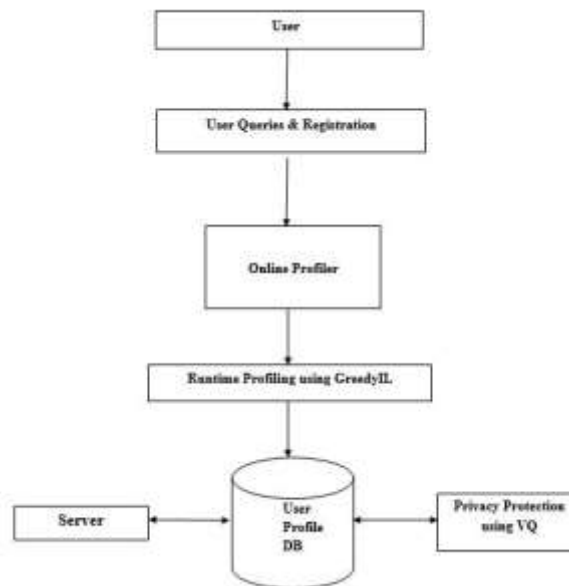 User
User Queries & Registration
Online Profiler
Runtime Profiling using GreedyIL
Server
User
Profile
DB
Privacy Protection
using VQ